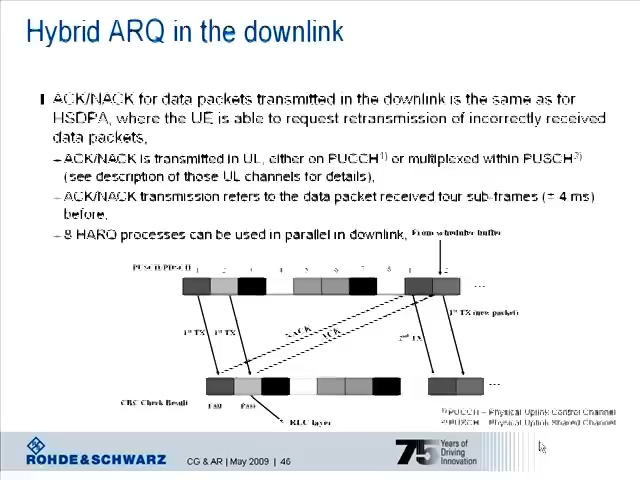 Hybrid ARQ in the downlink
ACK/NACK for data packets transmitted in the downlink is the same as for
HSDPA, where the UE is able to request retransmission of incorrectly received
data packets,
– ACK/NACK is transmitted in UL, either on PUCCH1) or multiplexed within PUSCH2)
(see description of those UL channels for details),
– ACK/NACK transmission refers to the data packet received four sub-frames (= 4 ms)
before,
– 8 HARQ processes can be used in parallel in downlink,
From scheduler buffer
PUSCH/PDSCH
1 2 3 4 5 6 7 8 1 2
...
1st TX (new packet)
1st TX 1st TX NACK ACK 2nd TX
...
CRC Check Result
FAIL Pass
RLC layer
1) PUCCH – Physical Uplink Control Channel
2) PUSCH – Physical Uplink Shared Channel
ROHDE & SCHWARZ
CG & AR | May 2009 | 46
75 Years of
Driving
Innovation